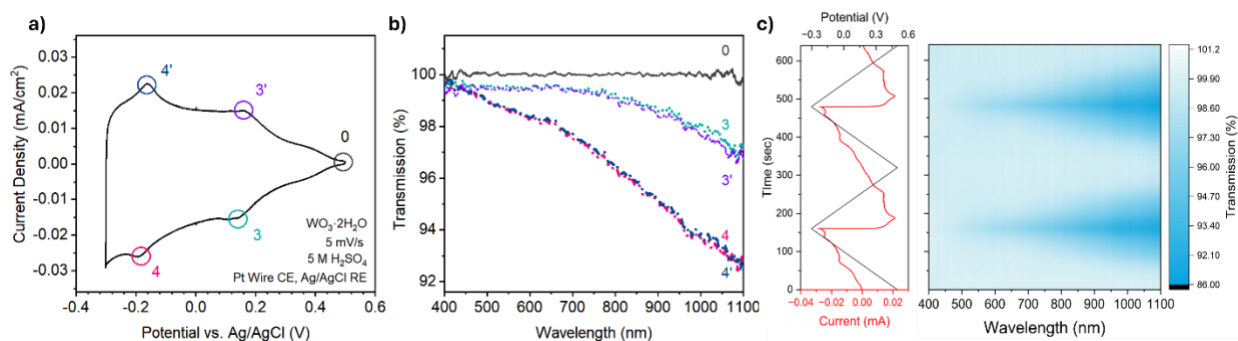 a)
0.03
0.02
0.01
0.00
-0.01
-0.02
-0.03
Current Density (mA/cm²)
4'
3'
0
3
4
WO₃·2H₂O
5 mV/s
5 M H₂SO₄
Pt Wire CE, Ag/AgCl RE
-0.4 -0.2 0.0 0.2 0.4 0.6
Potential vs. Ag/AgCl (V)
b)
100
98
96
94
92
Transmission (%)
0
3
3'
4
4'
400 500 600 700 800 900 1000 1100
Wavelength (nm)
c)
Potential (V)
−0.3 0.0 0.3 0.6
600
480
360
240
120
0
Time (sec)
−0.04 −0.02 0.00 0.02
Current (mA)
400 500 600 700 800 900 1000 1100
Wavelength (nm)
101.2
99.90
98.60
97.30
96.00
94.70
93.40
92.10
86.00
Transmission (%)